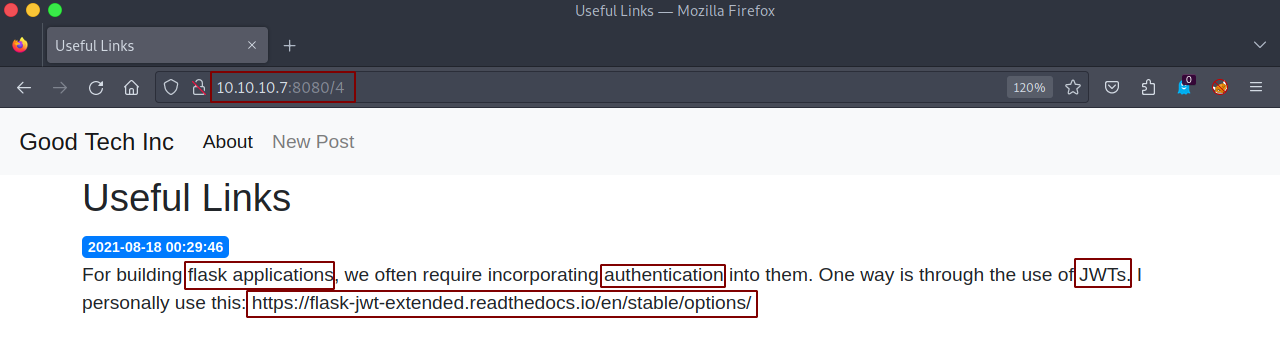 Useful Links — Mozilla Firefox
Useful Links
10.10.10.7:8080/4
120%
0
Good Tech Inc About New Post
Useful Links
2021-08-18 00:29:46
For building flask applications, we often require incorporating authentication into them. One way is through the use of JWTs. I
personally use this: https://flask-jwt-extended.readthedocs.io/en/stable/options/